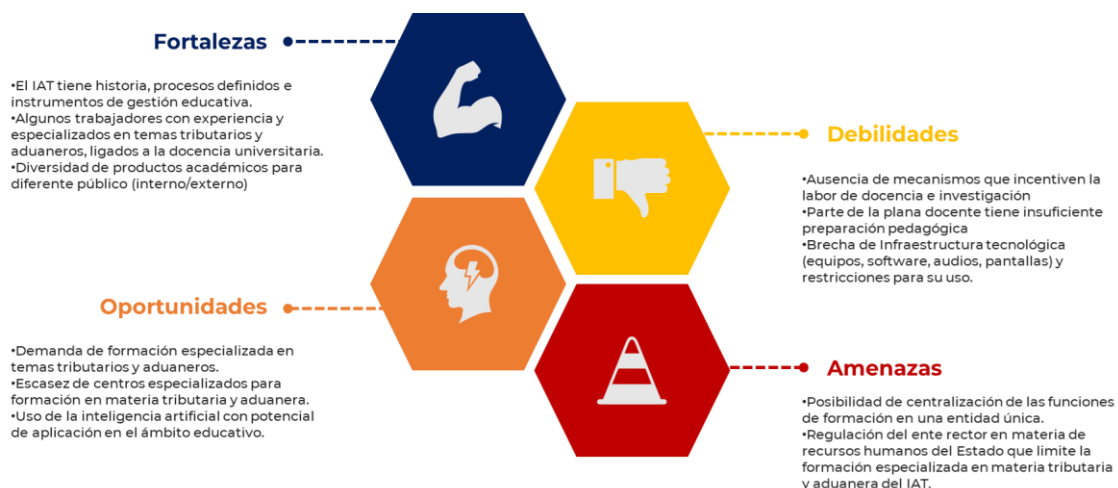 Fortalezas
•El IAT tiene historia, procesos definidos e
instrumentos de gestión educativa.
•Algunos trabajadores con experiencia y
especializados en temas tributarios y
aduaneros, ligados a la docencia universitaria.
•Diversidad de productos académicos para
diferente público (interno/externo)
Debilidades
•Ausencia de mecanismos que incentiven la
labor de docencia e investigación
•Parte de la plana docente tiene insuficiente
preparación pedagógica
•Brecha de Infraestructura tecnológica
(equipos, software, audios, pantallas) y
restricciones para su uso.
Oportunidades
•Demanda de formación especializada en
temas tributarios y aduaneros.
•Escasez de centros especializados para
formación en materia tributaria y aduanera.
•Uso de la inteligencia artificial con potencial
de aplicación en el ámbito educativo.
Amenazas
•Posibilidad de centralización de las funciones
de formación en una entidad única.
•Regulación del ente rector en materia de
recursos humanos del Estado que limite la
formación especializada en materia tributaria
y aduanera del IAT.